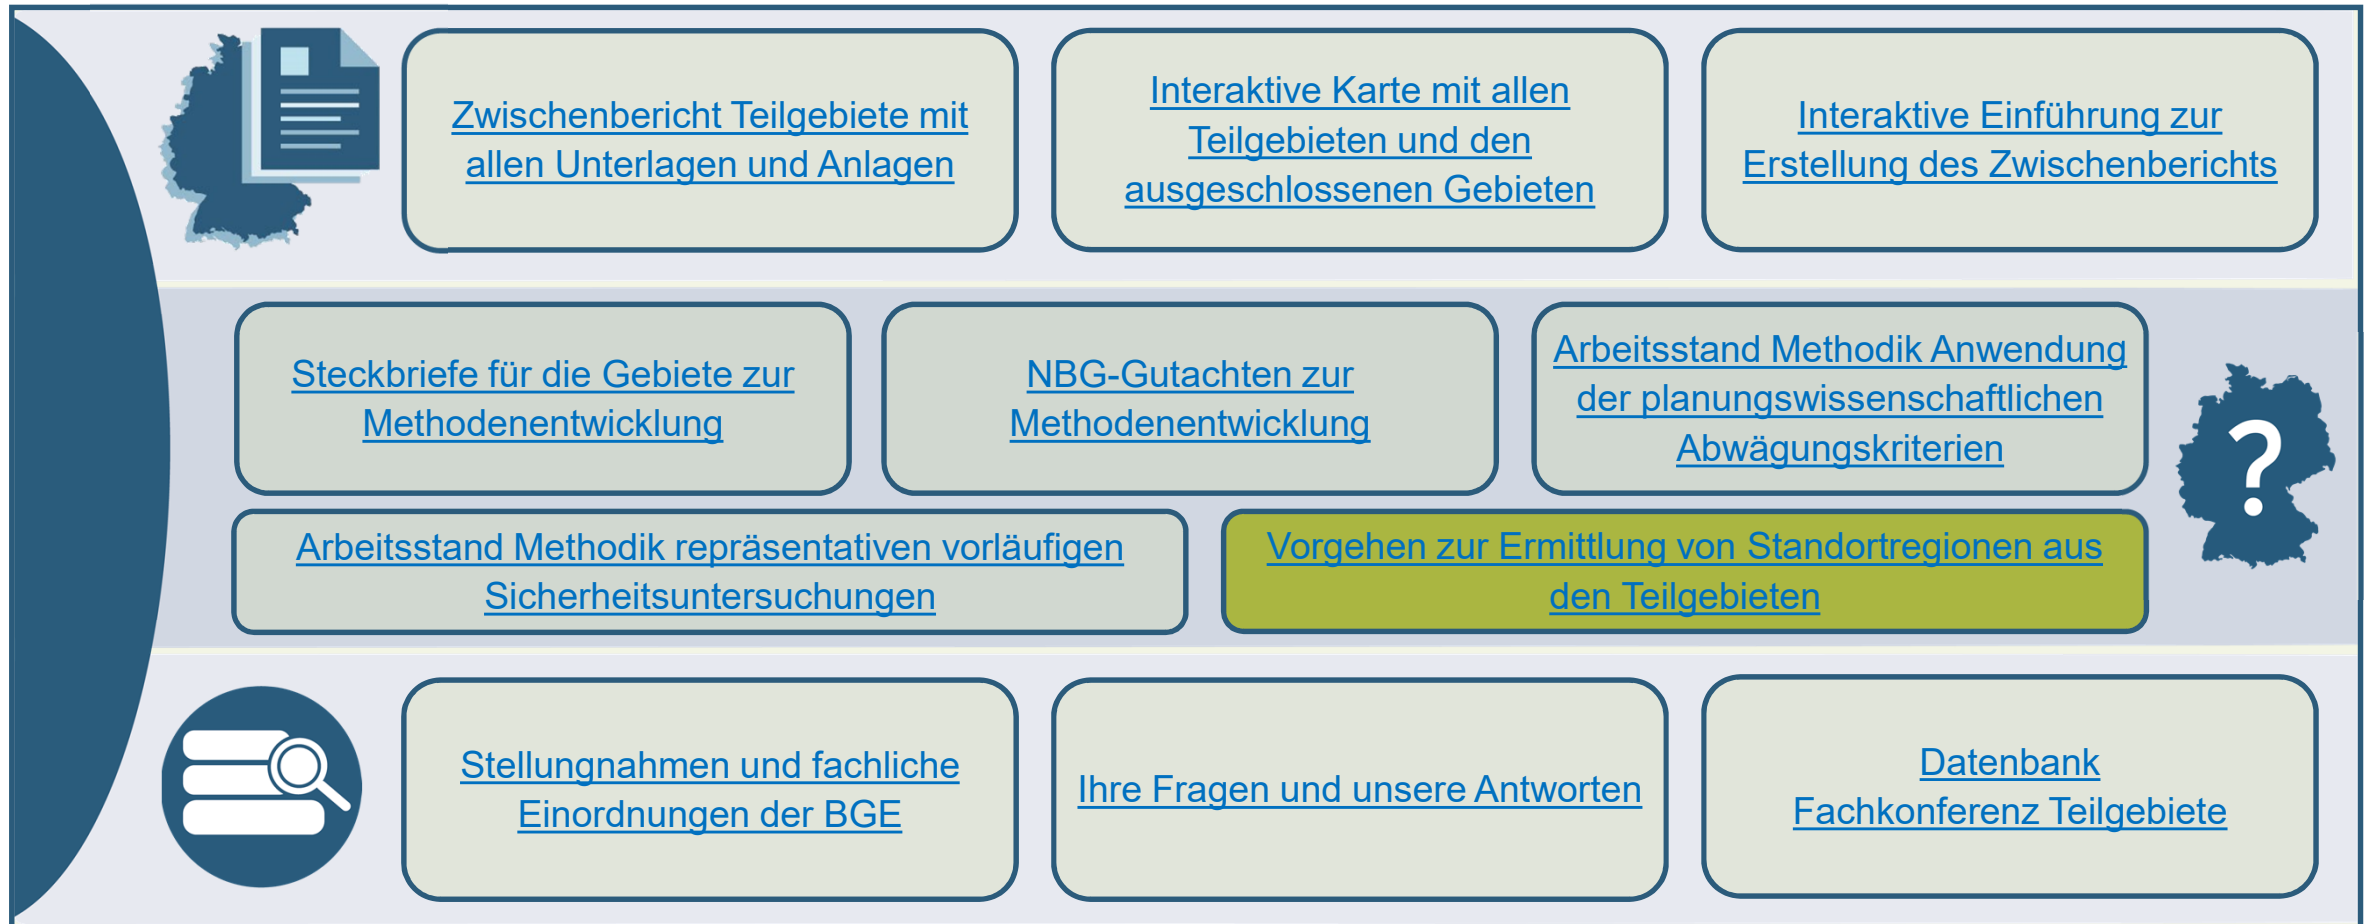 Zwischenbericht Teilgebiete mit
allen Unterlagen und Anlagen
Interaktive Karte mit allen
Teilgebieten und den
ausgeschlossenen Gebieten
Interaktive Einführung zur
Erstellung des Zwischenberichts
Steckbriefe für die Gebiete zur
Methodenentwicklung
NBG-Gutachten zur
Methodenentwicklung
Arbeitsstand Methodik Anwendung
der planungswissenschaftlichen
Abwägungskriterien
?
Arbeitsstand Methodik repräsentativen vorläufigen
Sicherheitsuntersuchungen
Vorgehen zur Ermittlung von Standortregionen aus
den Teilgebieten
Stellungnahmen und fachliche
Einordnungen der BGE
Ihre Fragen und unsere Antworten
Datenbank
Fachkonferenz Teilgebiete